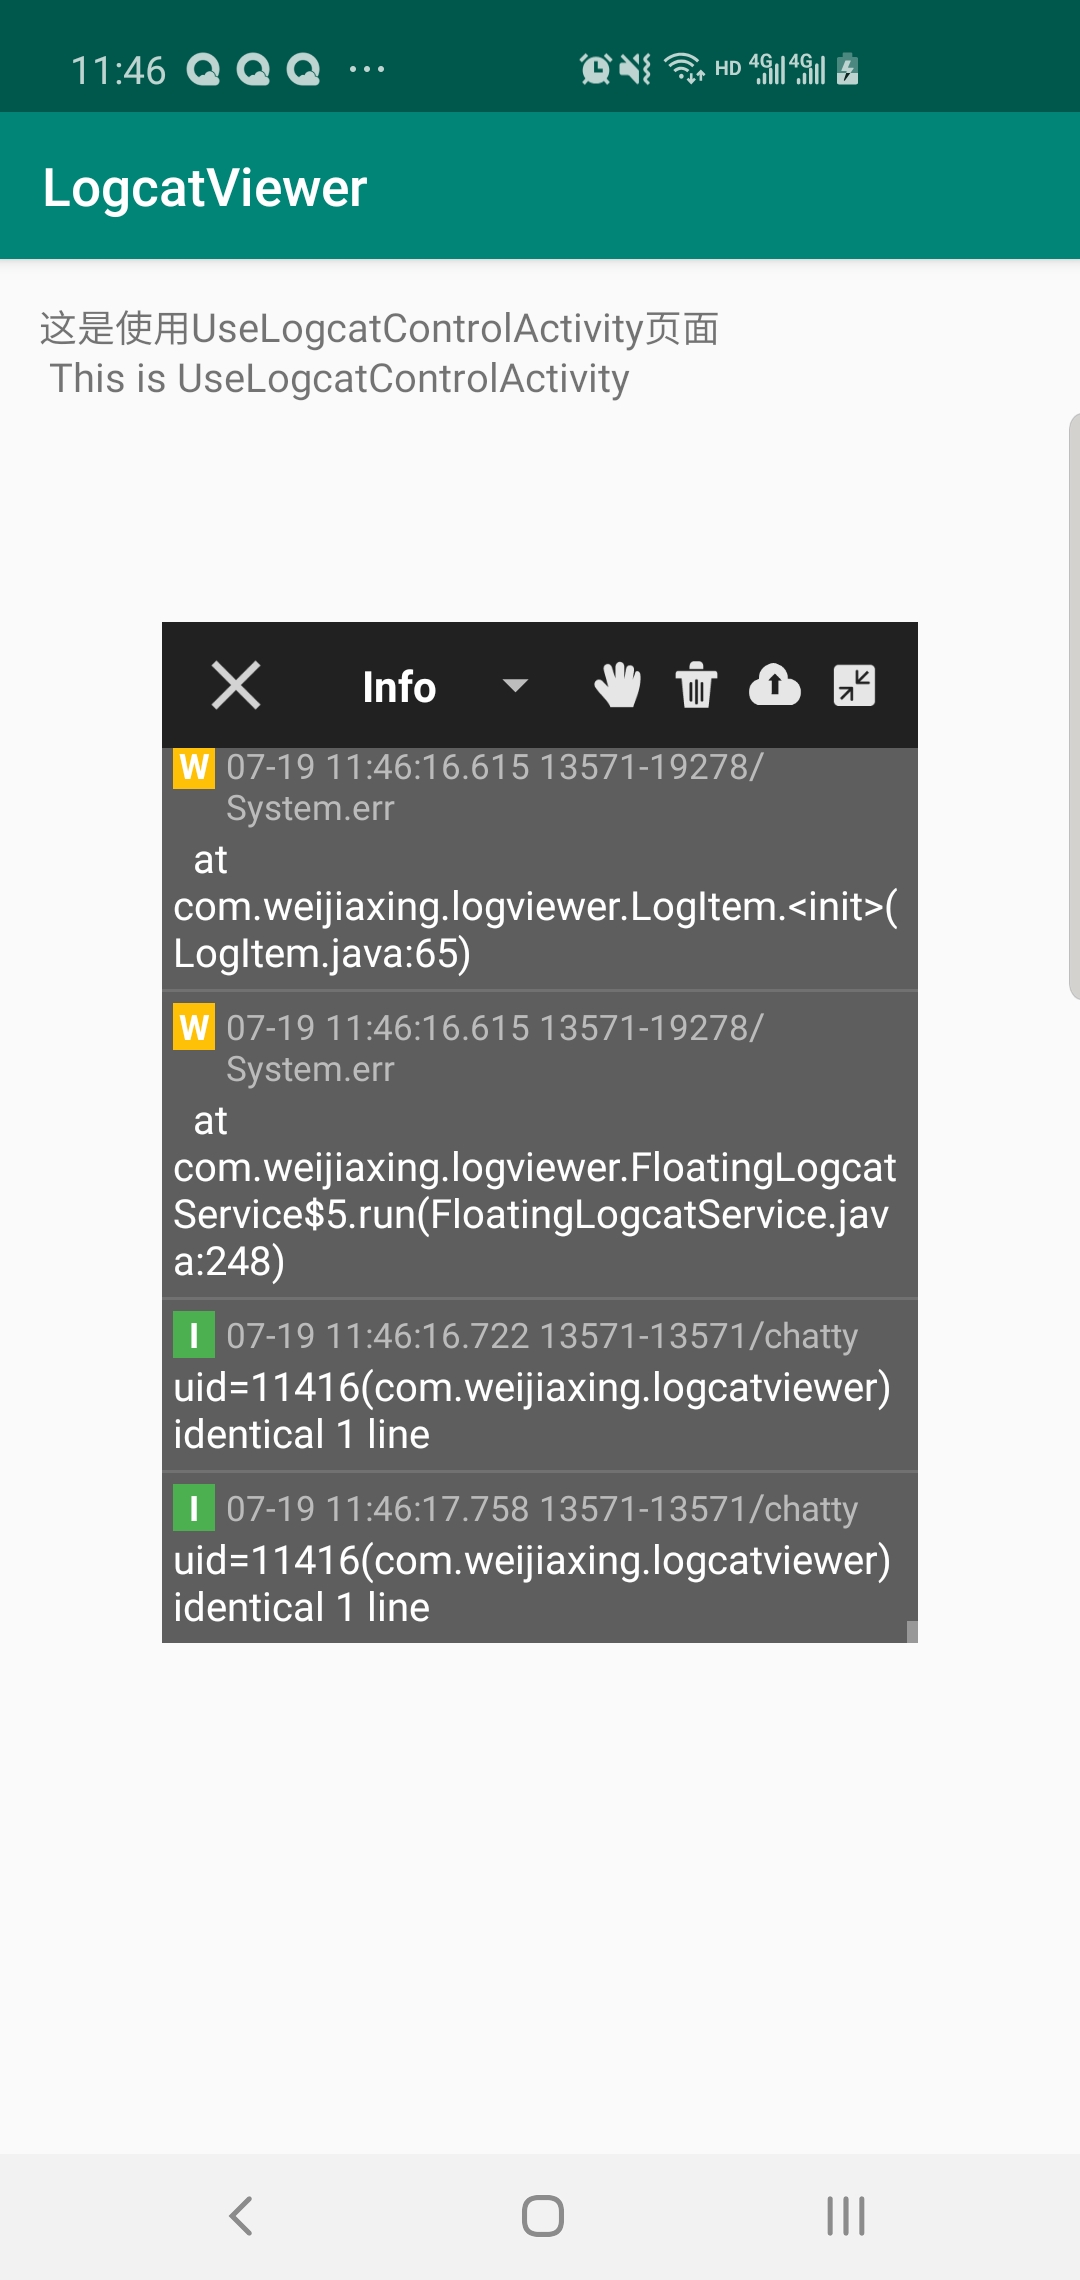 11:46
HD 4G 4G
LogcatViewer
这是使用UseLogcatControlActivity页面
This is UseLogcatControlActivity
Info
W 07-19 11:46:16.615 13571-19278/
System.err
at
com.weijiaxing.logviewer.LogItem.<init>(
LogItem.java:65)
W 07-19 11:46:16.615 13571-19278/
System.err
at
com.weijiaxing.logviewer.FloatingLogcat
Service$5.run(FloatingLogcatService.jav
a:248)
I 07-19 11:46:16.722 13571-13571/chatty
uid=11416(com.weijiaxing.logcatviewer)
identical 1 line
I 07-19 11:46:17.758 13571-13571/chatty
uid=11416(com.weijiaxing.logcatviewer)
identical 1 line